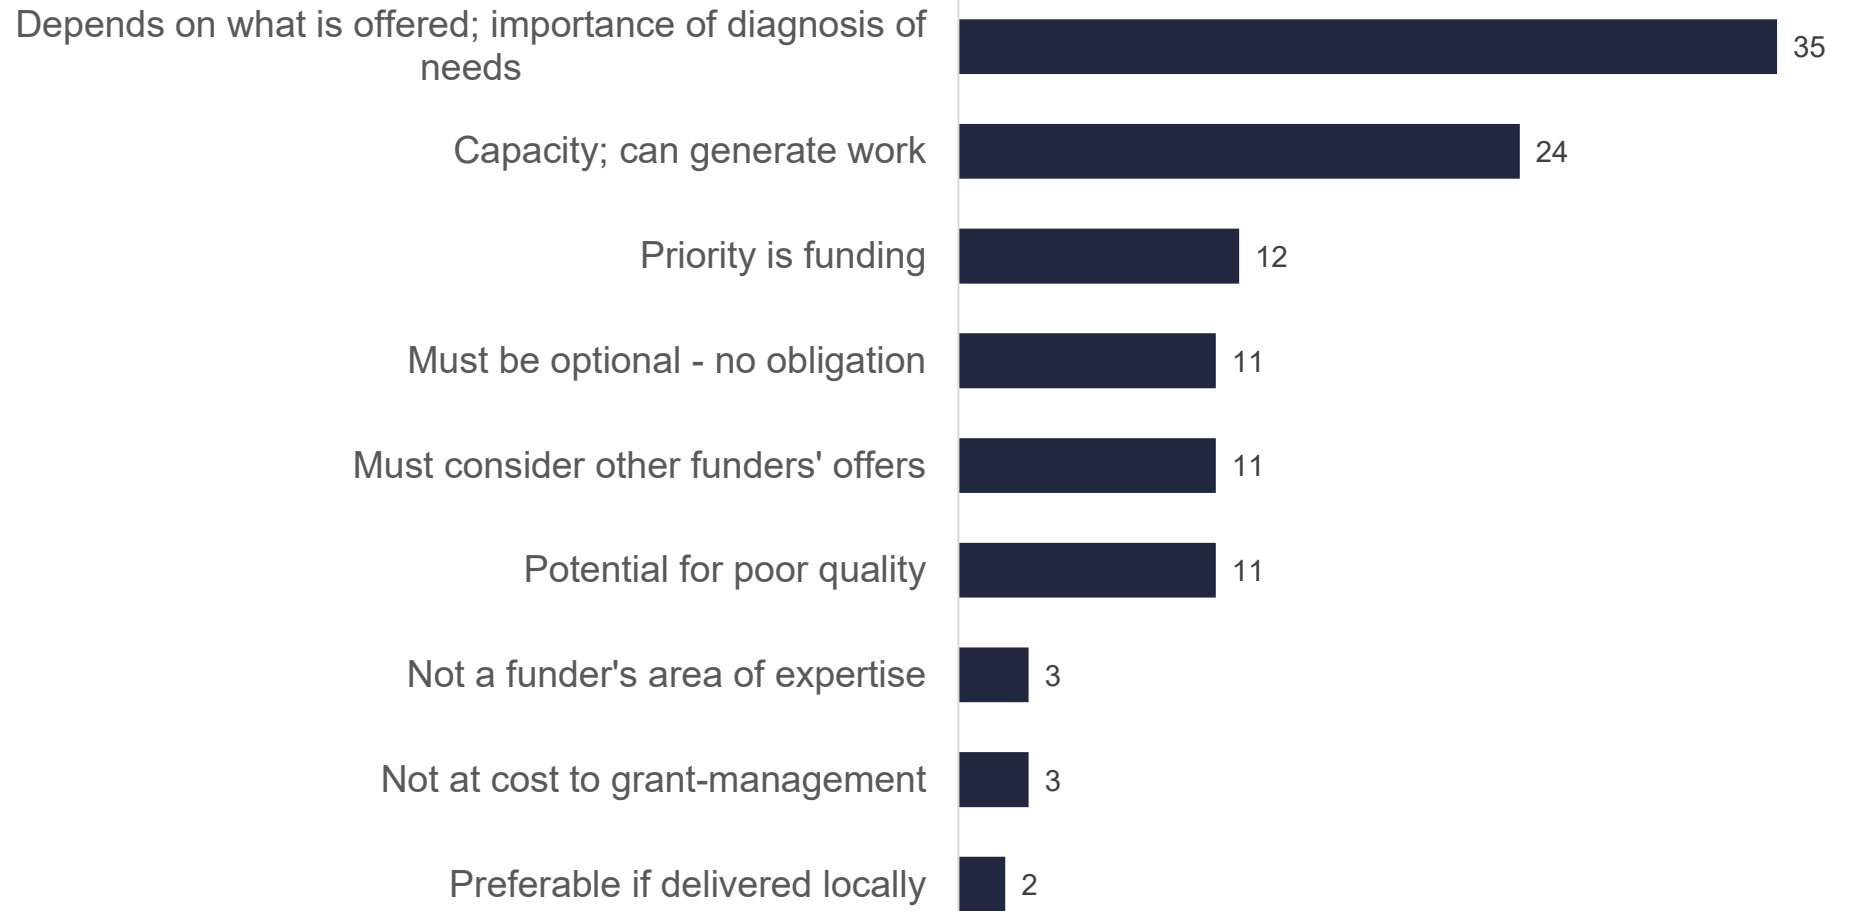 Depends on what is offered; importance of diagnosis of
needs
35
Capacity; can generate work
24
Priority is funding
12
Must be optional - no obligation
11
Must consider other funders' offers
11
Potential for poor quality
11
Not a funder's area of expertise
3
Not at cost to grant-management
3
Preferable if delivered locally
2